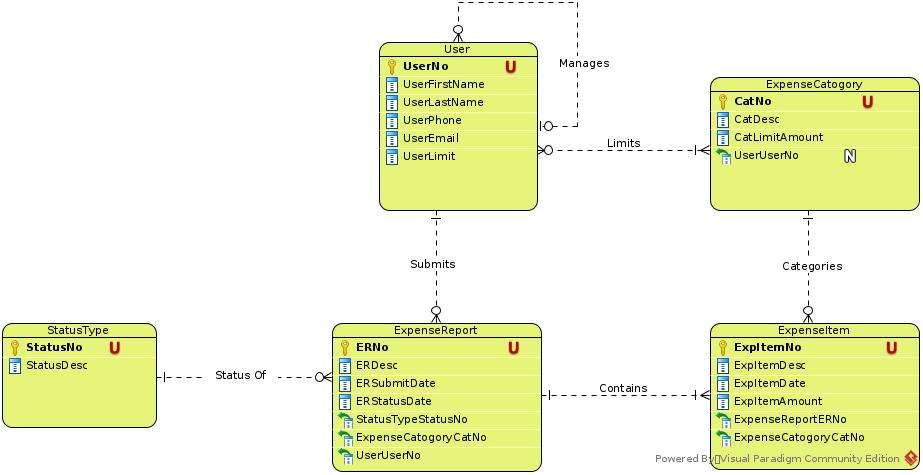 User
UserNo U
UserFirstName
UserLastName
UserPhone
UserEmail
UserLimit
Manages
Limits
ExpenseCatogory
CatNo U
CatDesc
CatLimitAmount
UserUserNo N
Submits
Categories
StatusType
StatusNo U
StatusDesc
Status Of
ExpenseReport
ERNo U
ERDesc
ERSubmitDate
ERStatusDate
StatusTypeStatusNo
ExpenseCatogoryCatNo
UserUserNo
Contains
ExpenseItem
ExpItemNo U
ExpItemDesc
ExpItemDate
ExpItemAmount
ExpenseReportERNo
ExpenseCatogoryCatNo
Powered By Visual Paradigm Community Edition